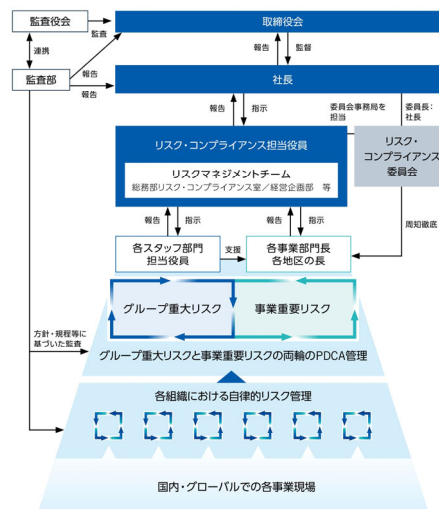 監査役会
取締役会
監査
連携
報告
監督
監査部
報告
報告
社長
報告
指示
委員会事務局を
担当
委員長：
社長
リスク・コンプライアンス担当役員
リスクマネジメントチーム
総務部リスク・コンプライアンス室／経営企画部　等
リスク・
コンプライアンス
委員会
報告
指示
報告
指示
周知徹底
各スタッフ部門
担当役員
支援
各事業部門長
各地区の長
グループ重大リスク
事業重要リスク
方針・規程等に
基づいた監査
グループ重大リスクと事業重要リスクの両輪のPDCA管理
各組織における自律的リスク管理
国内・グローバルでの各事業現場